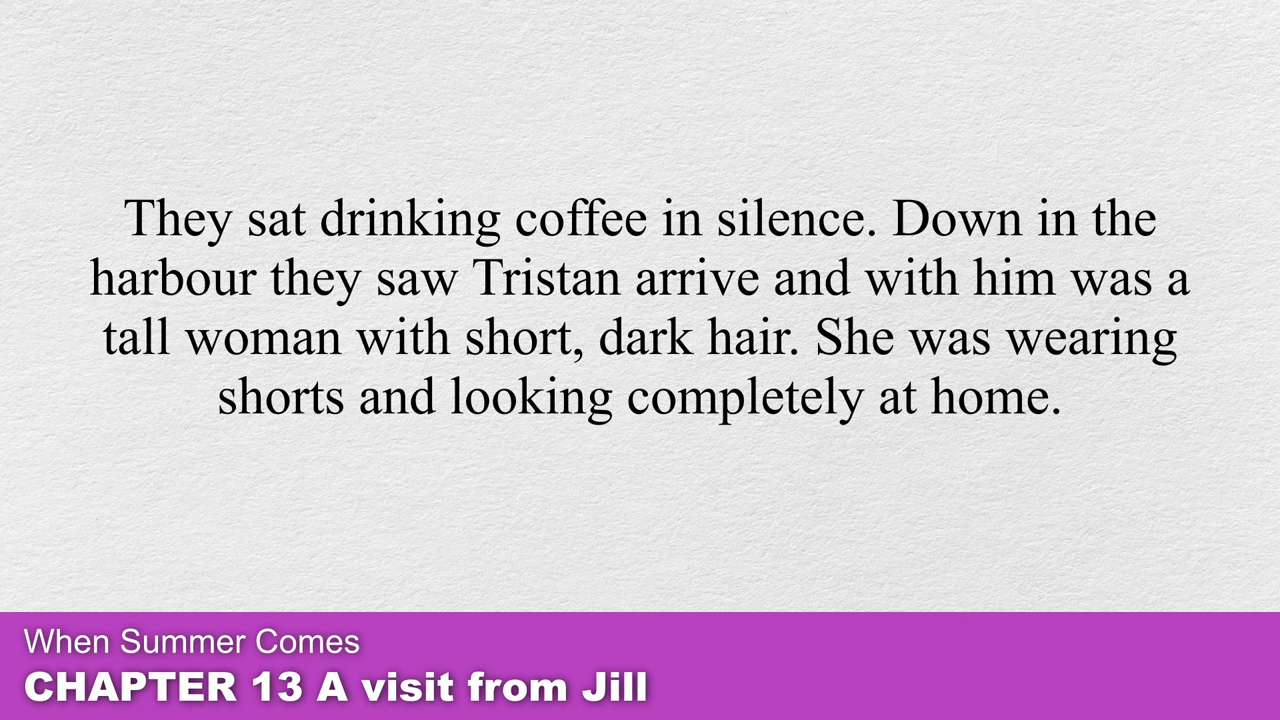 They sat drinking coffee in silence. Down in the
harbour they saw Tristan arrive and with him was a
tall woman with short, dark hair. She was wearing
shorts and looking completely at home.
When Summer Comes
CHAPTER 13 A visit from Jill